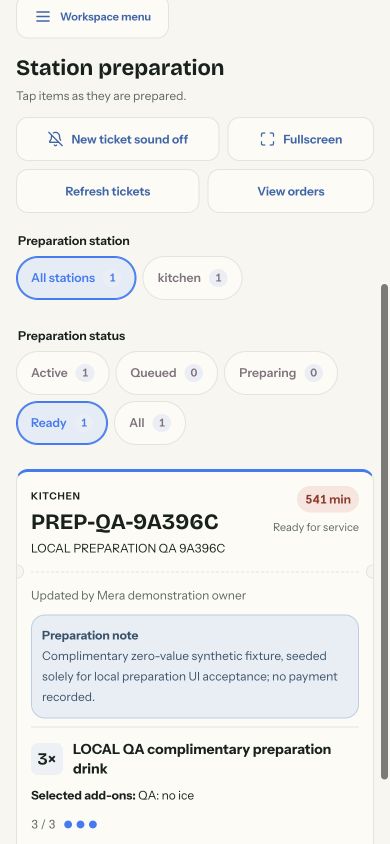 Workspace menu
Station preparation
Tap items as they are prepared.
New ticket sound off
Fullscreen
Refresh tickets
View orders
Preparation station
All stations 1
kitchen 1
Preparation status
Active 1
Queued 0
Preparing 0
Ready 1
All 1
KITCHEN
541 min
PREP-QA-9A396C
Ready for service
LOCAL PREPARATION QA 9A396C
Updated by Mera demonstration owner
Preparation note
Complimentary zero-value synthetic fixture, seeded
solely for local preparation UI acceptance; no payment
recorded.
3×
LOCAL QA complimentary preparation
drink
Selected add-ons: QA: no ice
3 / 3